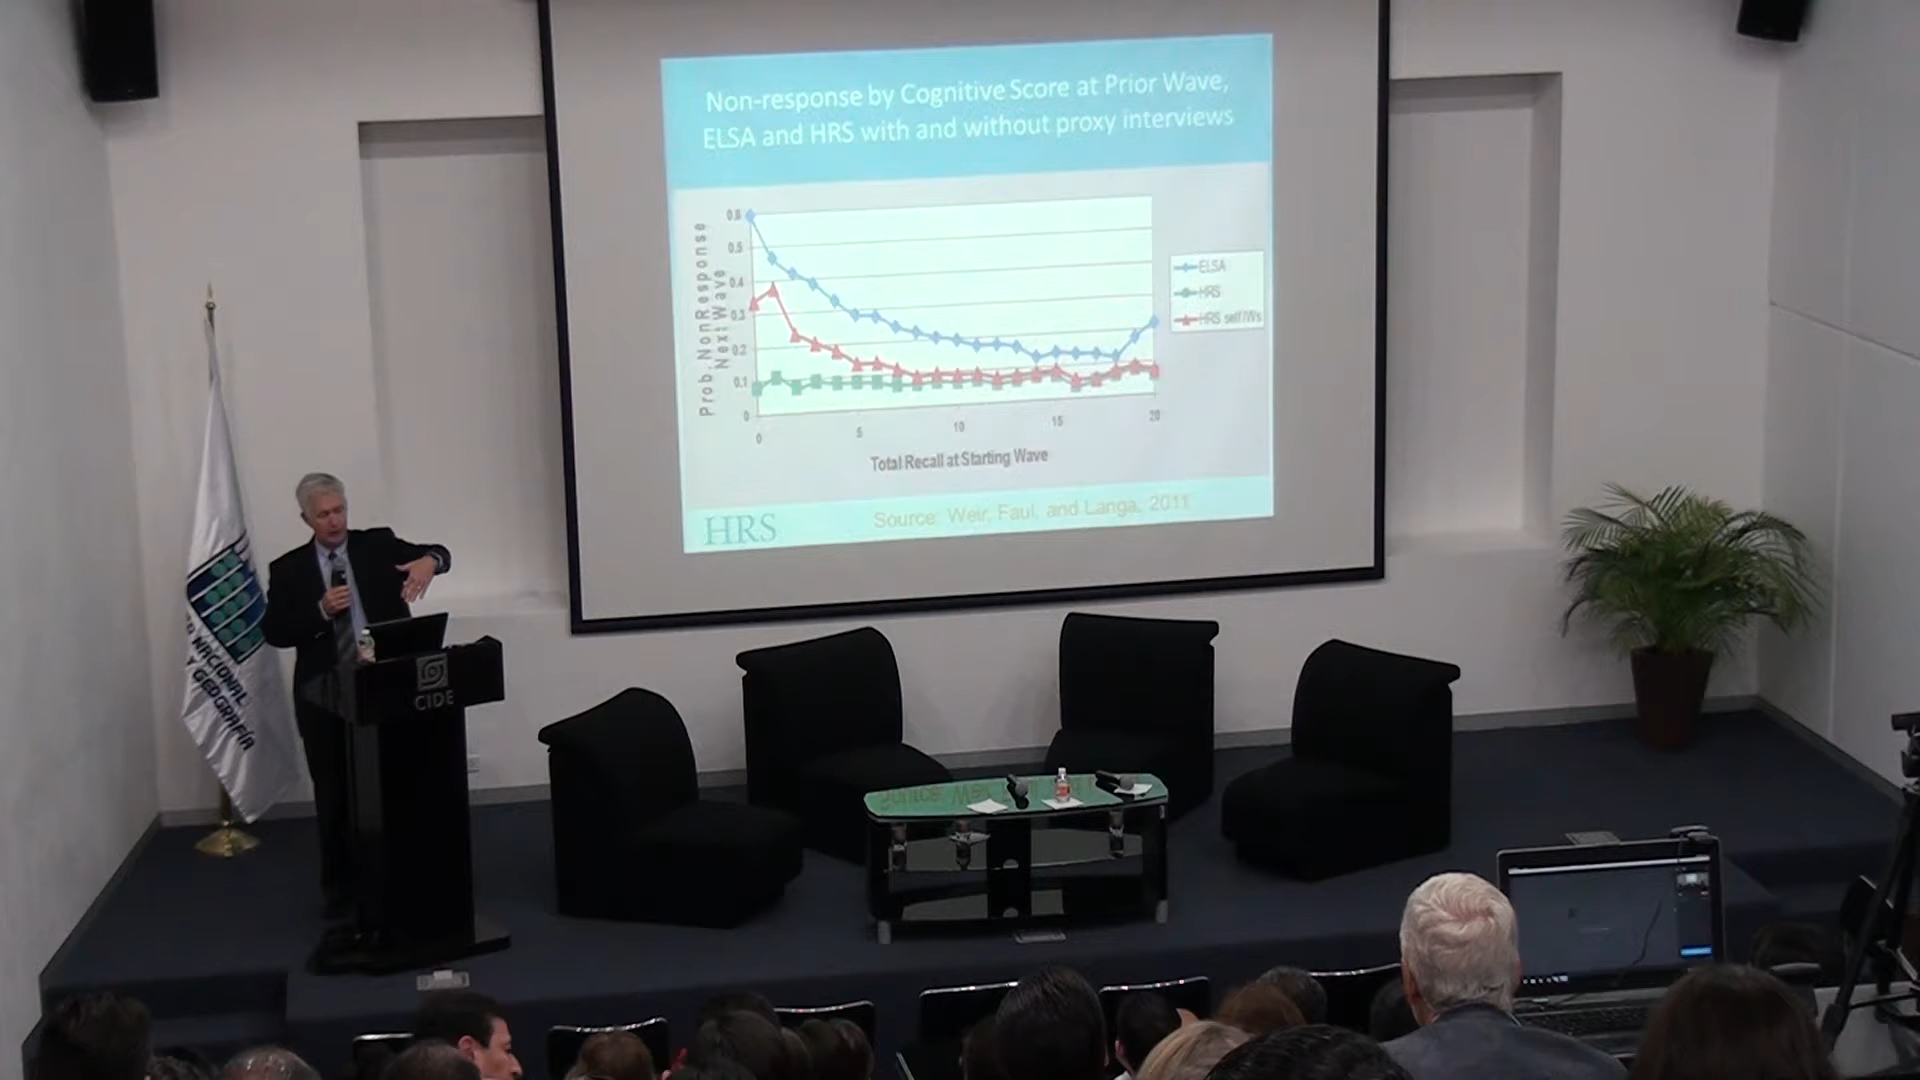 Non-response by Cognitive Score at Prior Wave,
ELSA and HRS with and without proxy interviews
Prob. NonResponse
Next Wave
0.6
0.5
0.4
0.3
0.2
0.1
0
0
5
10
15
20
Total Recall at Starting Wave
ELSA
HRS
HRS self IWs
HRS
Source: Weir, Faul, and Langa, 2011
NACIONAL
Y GEOGRAFÍA
CIDE